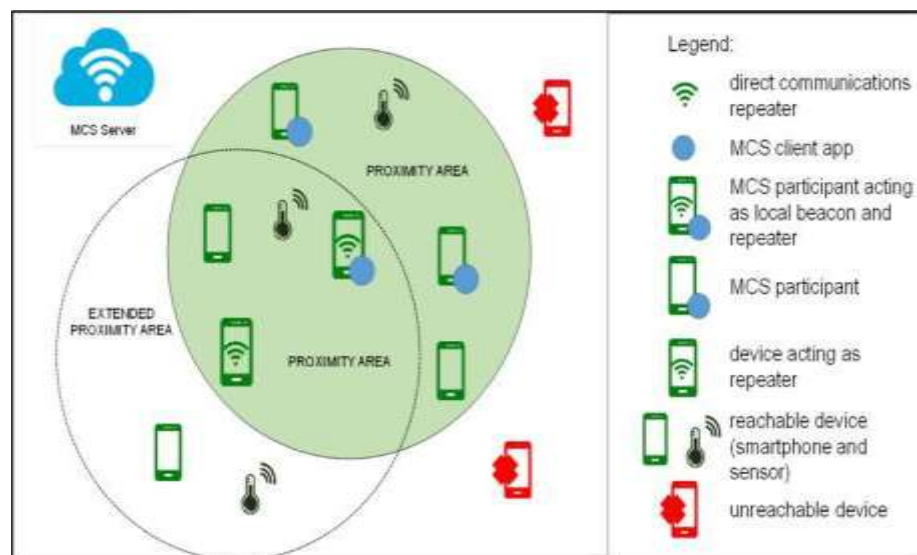 MCS Server
PROXIMITY AREA
EXTENDED
PROXIMITY AREA
PROXIMITY AREA
Legend:
direct communications
repeater
MCS client app
MCS participant acting
as local beacon and
repeater
MCS participant
device acting as
repeater
reachable device
(smartphone and
sensor)
unreachable device